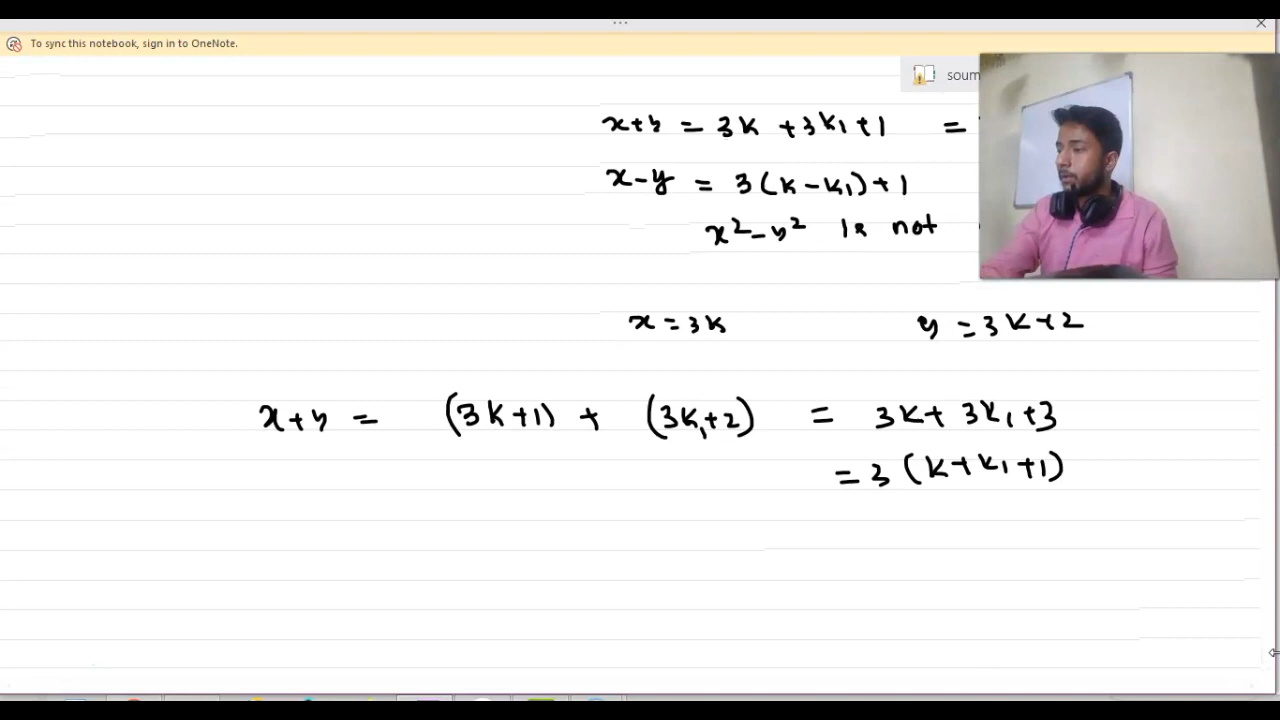 To sync this notebook, sign in to OneNote.
soum
x+y = 3k + 3k₁ + 1 =
x-y = 3(k-k₁)+1
x²-y² is not
x = 3k y = 3k+2
x+y = (3k+1) + (3k₁+2) = 3k + 3k₁ + 3
= 3 (k+k₁+1)